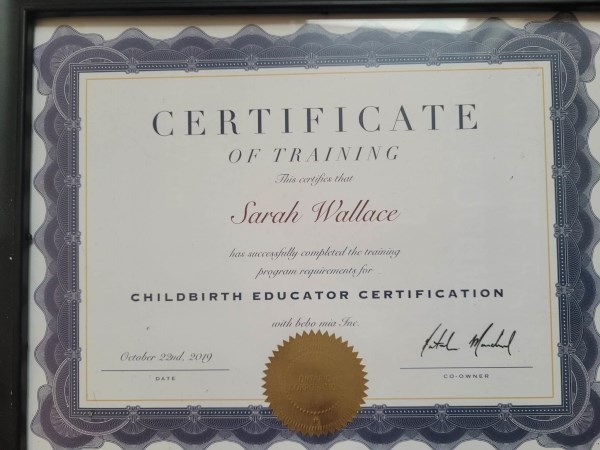 CERTIFICATE
OF TRAINING
This certifies that
Sarah Wallace
has successfully completed the training
program requirements for
CHILDBIRTH EDUCATOR CERTIFICATION
with bebo mia Inc.
October 22nd, 2019
DATE
CO-OWNER